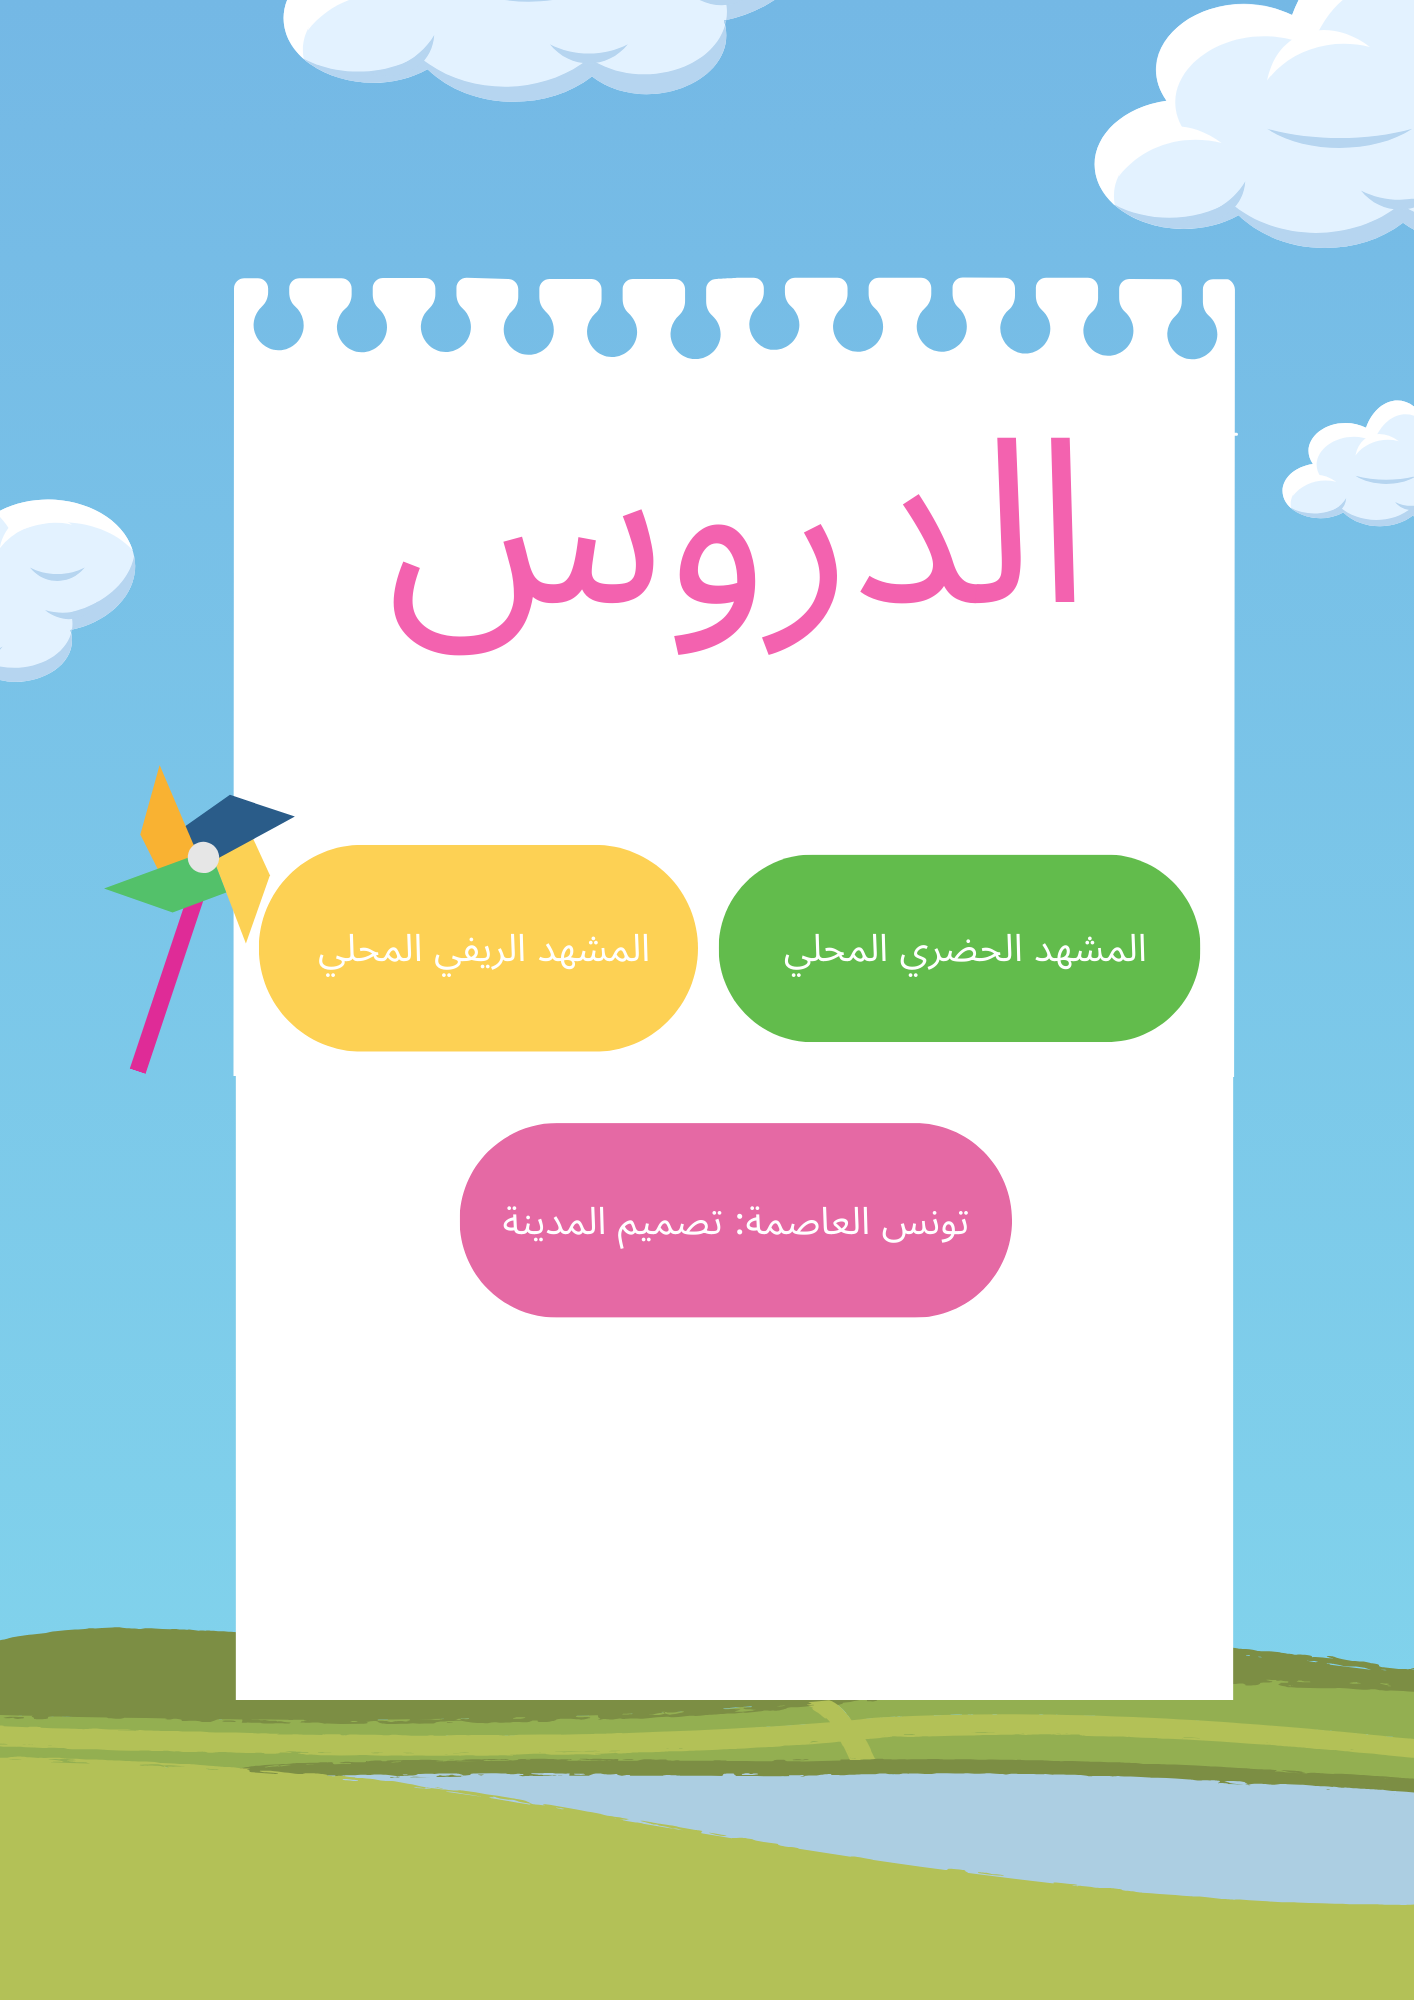 الدروس
المشهد الحضري المحلي
المشهد الريفي المحلي
تونس العاصمة: تصميم المدينة